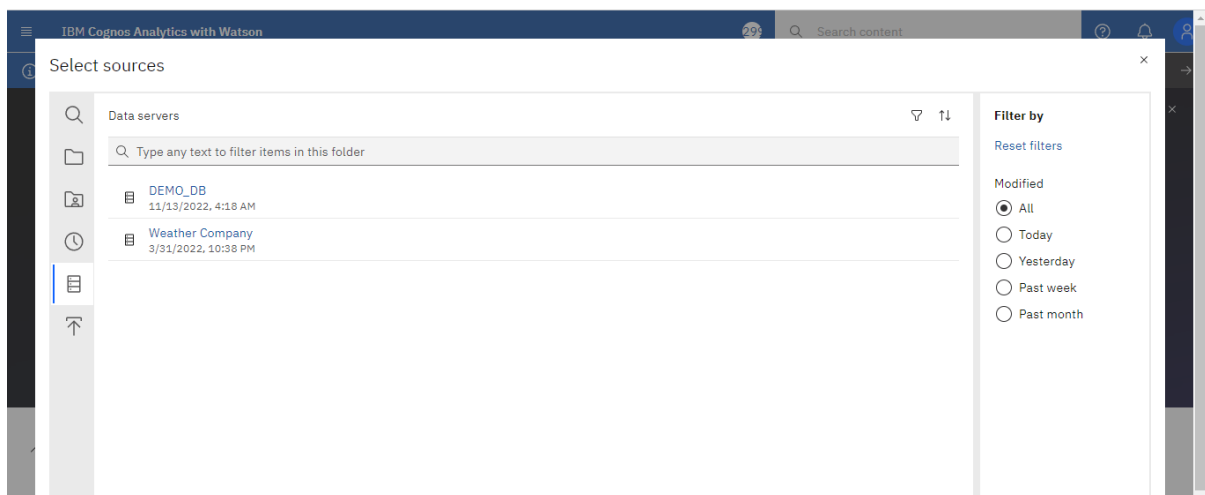 IBM Cognos Analytics with Watson
299
Search content
Select sources
Data servers
Type any text to filter items in this folder
DEMO_DB
11/13/2022, 4:18 AM
Weather Company
3/31/2022, 10:38 PM
Filter by
Reset filters
Modified
All
Today
Yesterday
Past week
Past month